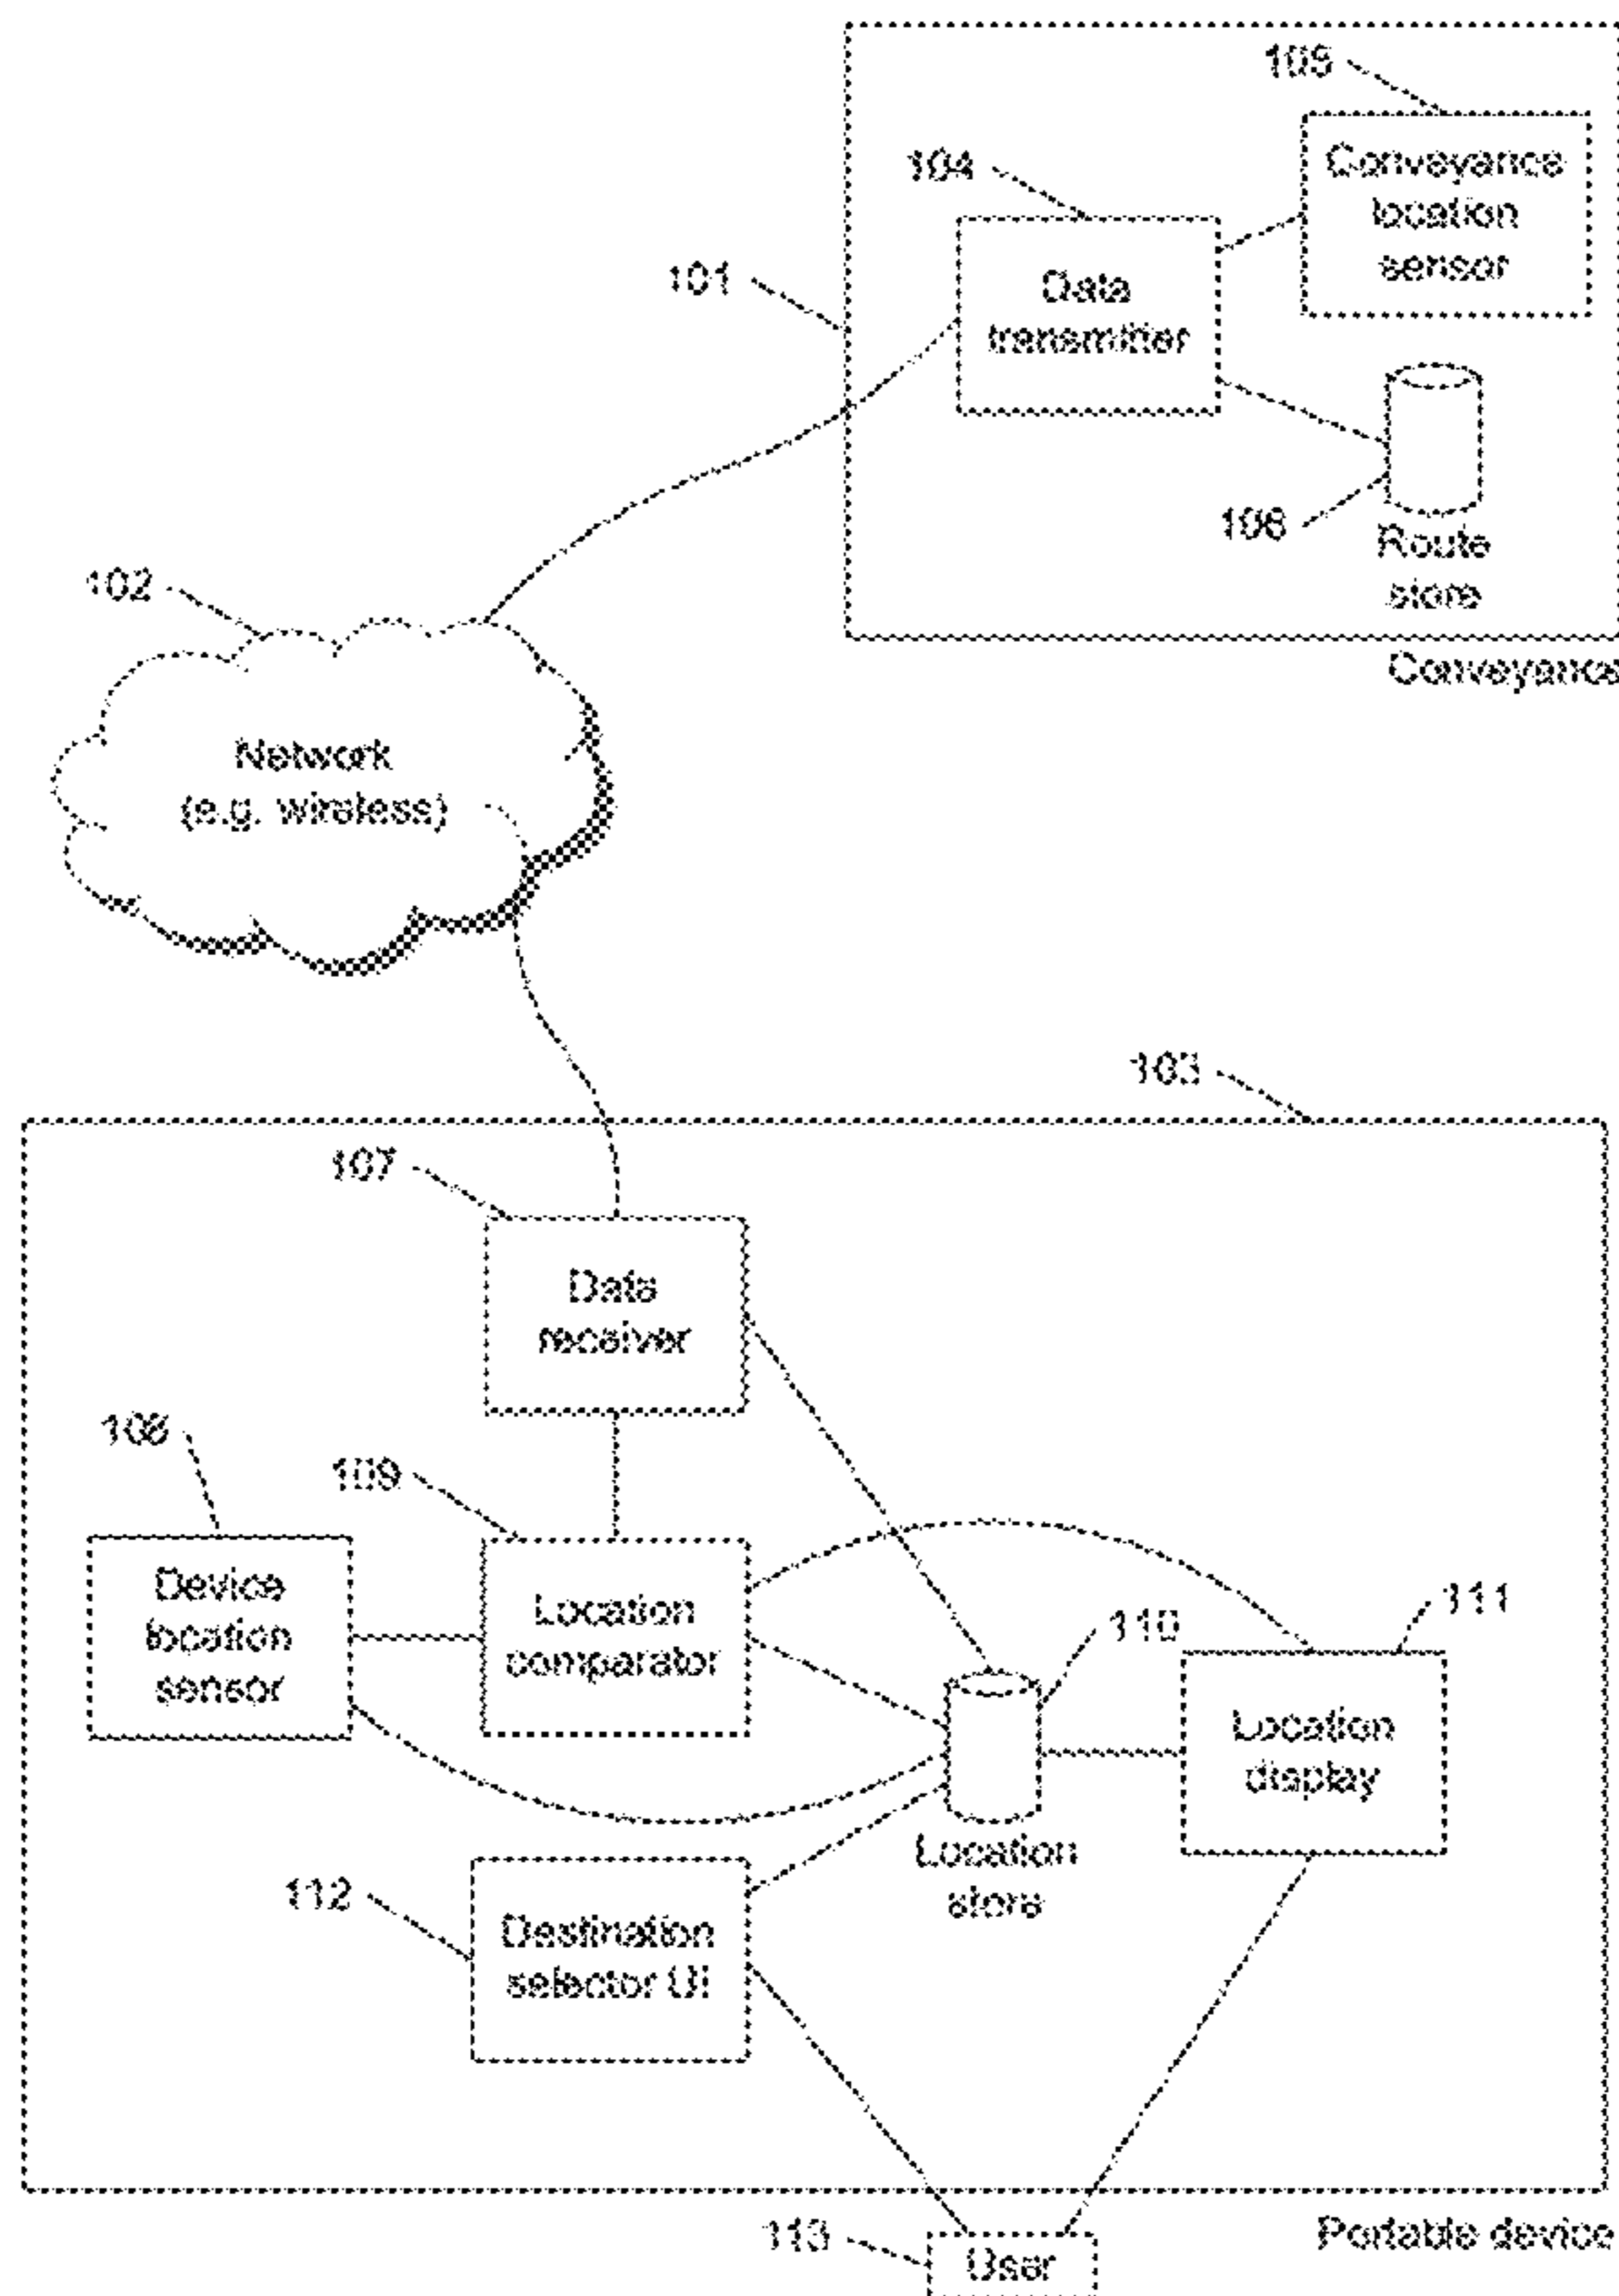 105
104
Conveyance
location
sensor
101
Data
transmitter
106
Route
store
102
Conveyance
Network
(e.g. wireless)
103
107
Data
receiver
108
109
Device
location
sensor
Location
comparator
110
111
Location
display
Location
store
112
Destination
selector UI
113
User
Portable device